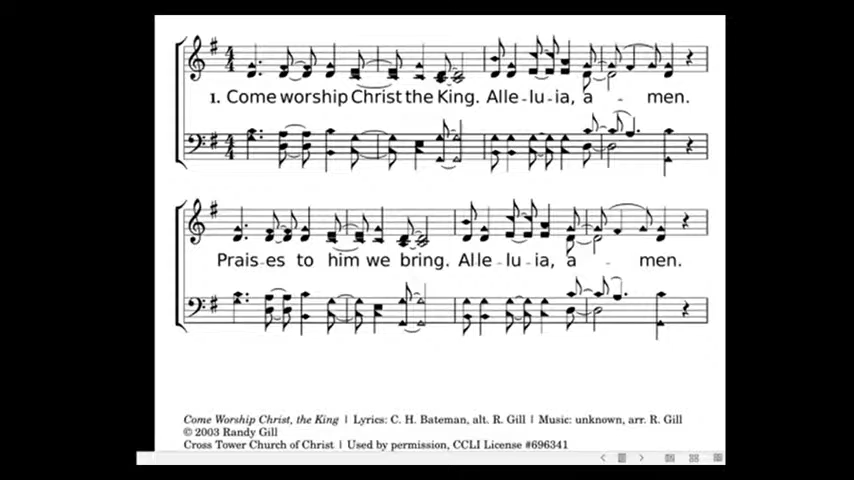 1. Come worship Christ the King. Alle - lu - ia, a - men.
Prais - es to him we bring. Alle - lu - ia, a - men.
Come Worship Christ, the King | Lyrics: C. H. Bateman, alt. R. Gill | Music: unknown, arr. R. Gill
© 2003 Randy Gill
Cross Tower Church of Christ | Used by permission, CCLI License #696341